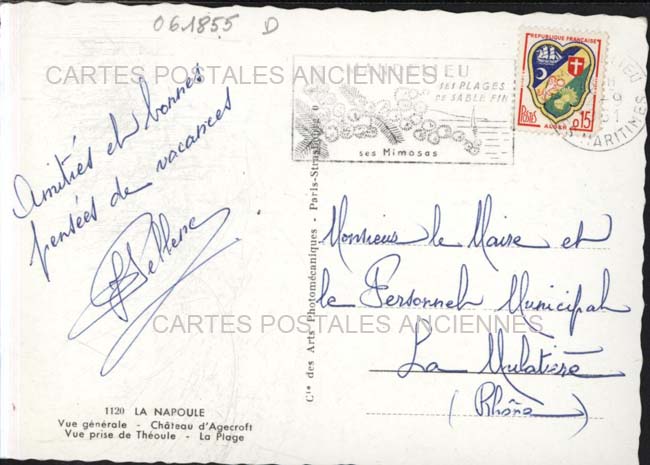 061855 D
CARTES POSTALES ANCIENNES
MANDELIEU
SES PLAGES
DE SABLE FIN
ses Mimosas
REPUBLIQUE FRANÇAISE
POSTES 0,15
ALGER
MARITIMES
Amitiés et bonnes
pensées de vacances
Monsieur le Maire et
le Personnel Municipal
La Mulatière
(Rhône)
Cie des Arts Photomécaniques - Paris-Strasbourg
CARTES POSTALES ANCIENNES
1120 LA NAPOULE
Vue générale - Château d'Agecroft
Vue prise de Théoule - La Plage